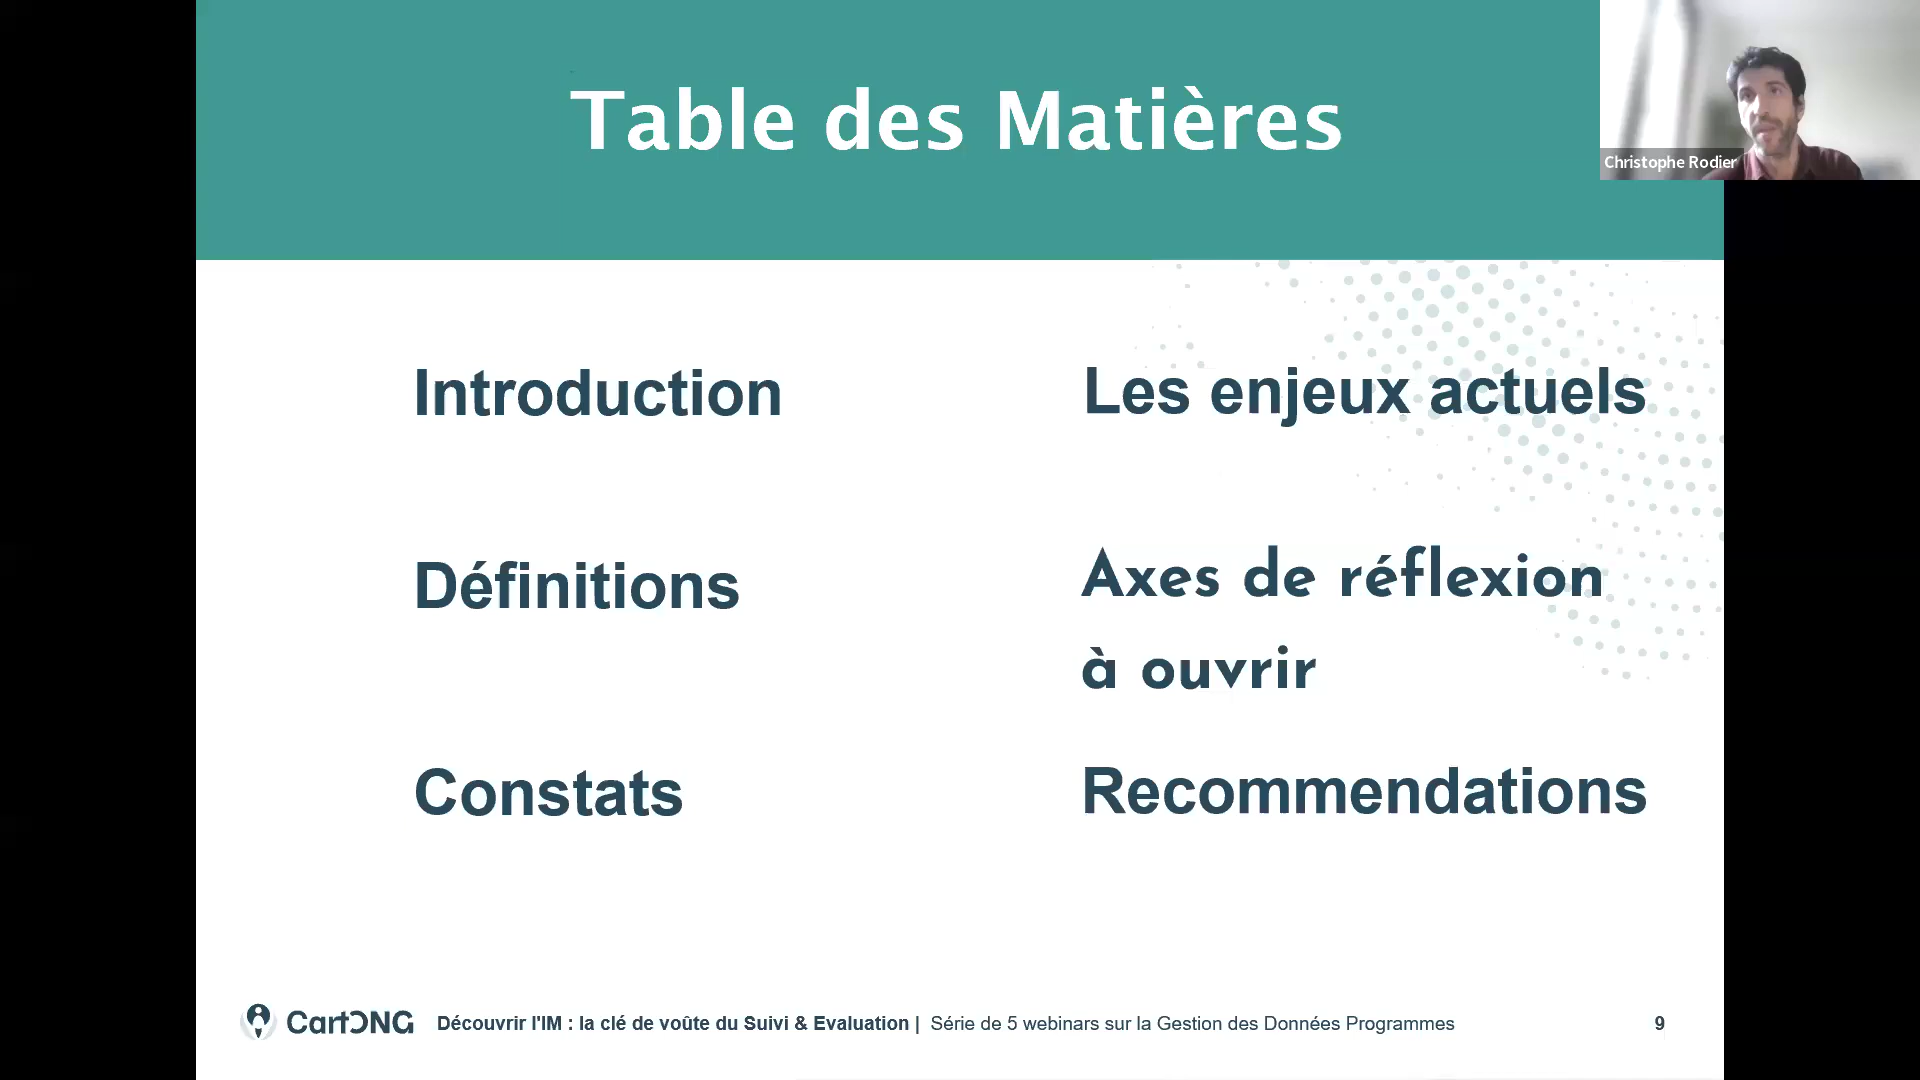 Table des Matières
Christophe Rodier
Introduction
Définitions
Constats
Les enjeux actuels
Axes de réflexion
à ouvrir
Recommendations
CartONG Découvrir l'IM : la clé de voûte du Suivi & Evaluation | Série de 5 webinars sur la Gestion des Données Programmes 9